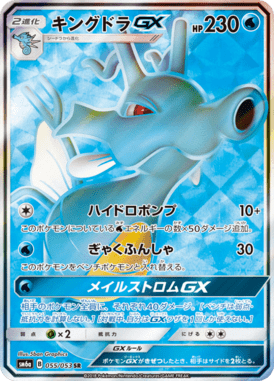 2進化
キングドラGX
HP230
シードラから進化
ハイドロポンプ 10+
このポケモンについているエネルギーの数×50ダメージ追加。
ぎゃくふんしゃ 30
このポケモンをベンチポケモンと入れ替える。
メイルストロムGX
弱点 ×2 抵抗力 にげる
Illus. 5ban Graphics
GXルール
sm6a D 055/053 SR
ポケモンGXがきぜつしたとき、相手はサイドを2枚とる。